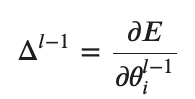 Δ^{l-1} = ∂E / ∂θ_i^{l-1}